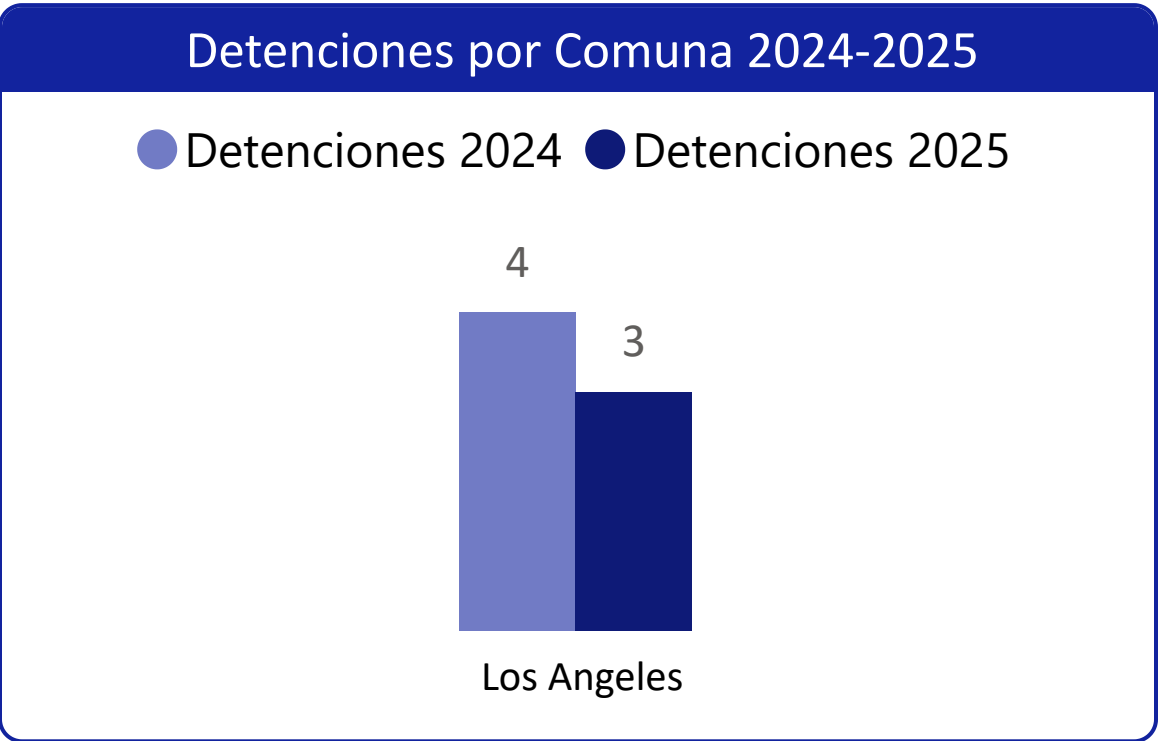 Detenciones por Comuna 2024-2025
Detenciones 2024 Detenciones 2025
4
3
Los Angeles